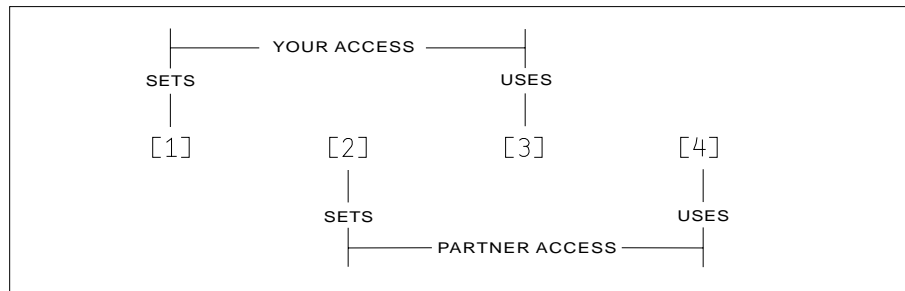 YOUR ACCESS
SETS USES
[1] [2] [3] [4]
SETS USES
PARTNER ACCESS